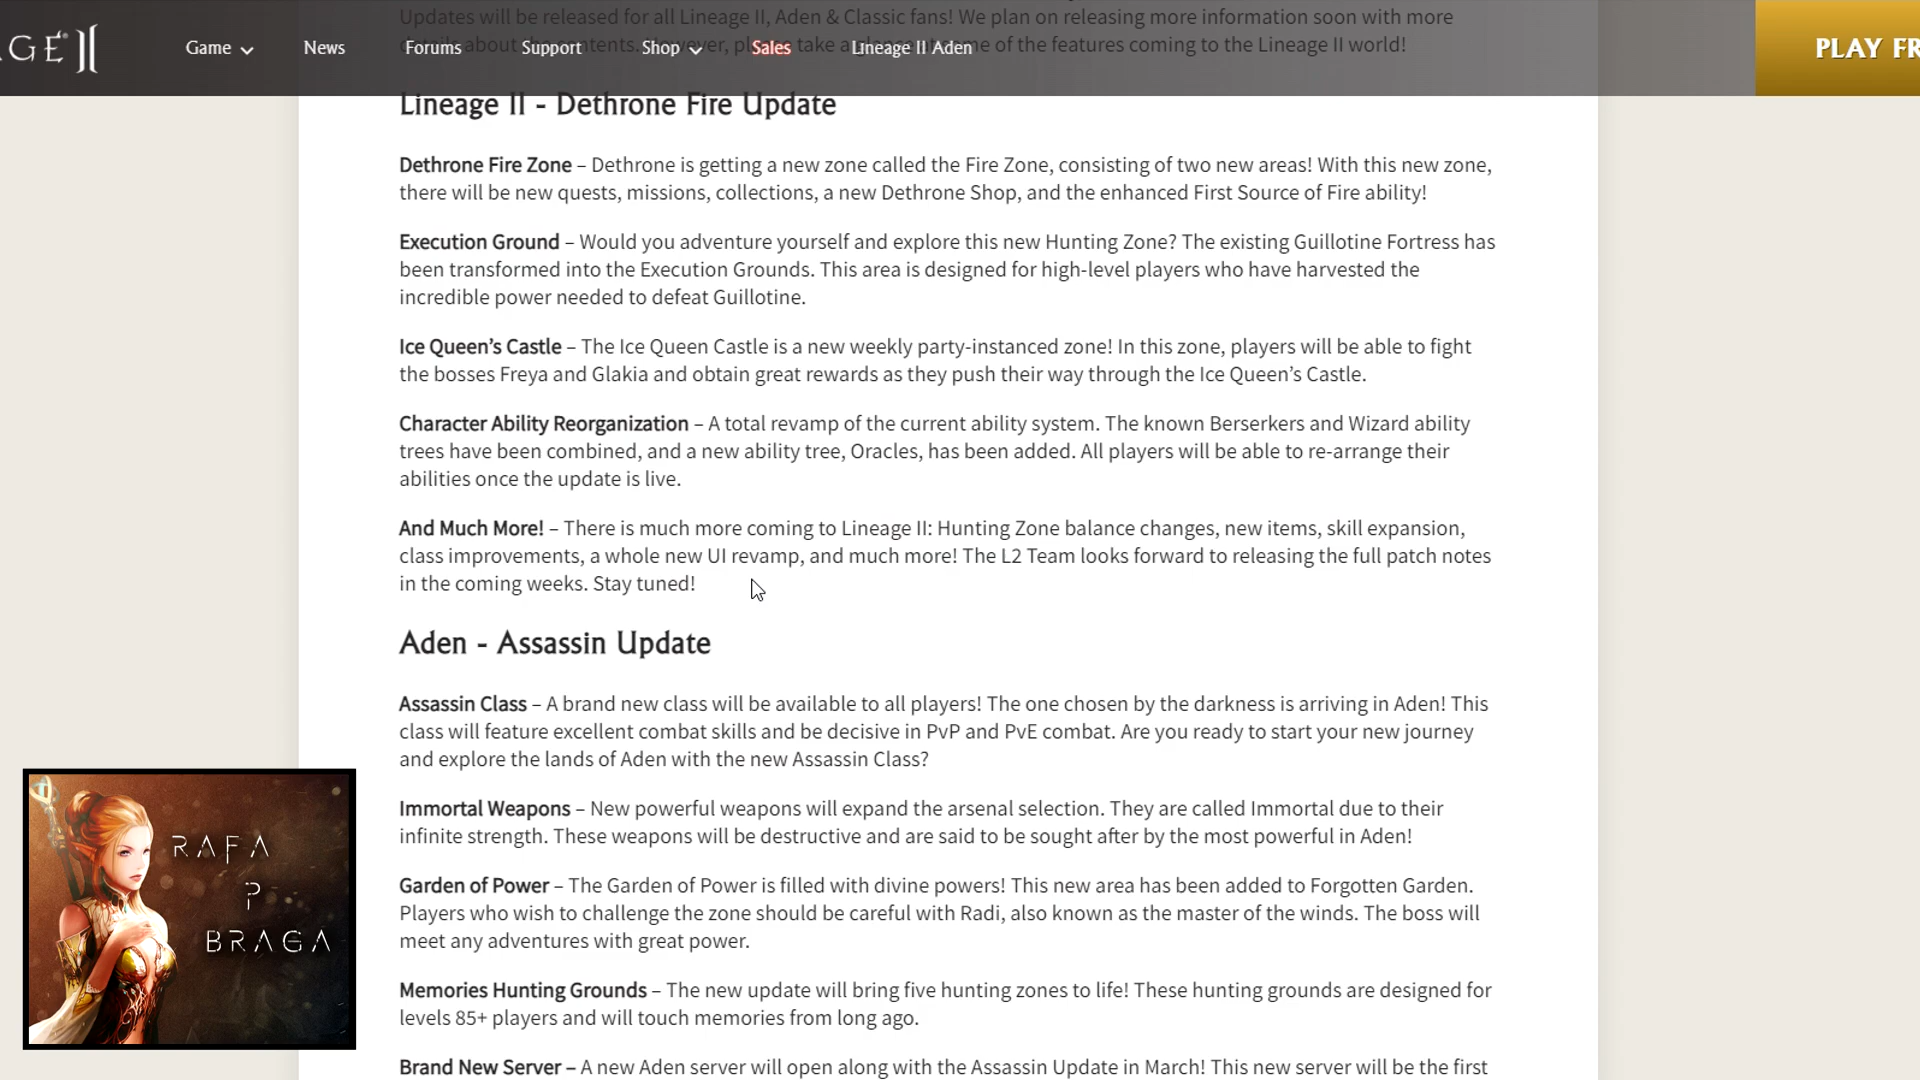 Updates will be released for all Lineage II, Aden & Classic fans! We plan on releasing more information soon with more
AGE II
Game News Forums Support Shop Sales Lineage II Aden
PLAY FR
Lineage II - Dethrone Fire Update
Dethrone Fire Zone – Dethrone is getting a new zone called the Fire Zone, consisting of two new areas! With this new zone,
there will be new quests, missions, collections, a new Dethrone Shop, and the enhanced First Source of Fire ability!
Execution Ground – Would you adventure yourself and explore this new Hunting Zone? The existing Guillotine Fortress has
been transformed into the Execution Grounds. This area is designed for high-level players who have harvested the
incredible power needed to defeat Guillotine.
Ice Queen’s Castle – The Ice Queen Castle is a new weekly party-instanced zone! In this zone, players will be able to fight
the bosses Freya and Glakia and obtain great rewards as they push their way through the Ice Queen’s Castle.
Character Ability Reorganization – A total revamp of the current ability system. The known Berserkers and Wizard ability
trees have been combined, and a new ability tree, Oracles, has been added. All players will be able to re-arrange their
abilities once the update is live.
And Much More! – There is much more coming to Lineage II: Hunting Zone balance changes, new items, skill expansion,
class improvements, a whole new UI revamp, and much more! The L2 Team looks forward to releasing the full patch notes
in the coming weeks. Stay tuned!
Aden - Assassin Update
Assassin Class – A brand new class will be available to all players! The one chosen by the darkness is arriving in Aden! This
class will feature excellent combat skills and be decisive in PvP and PvE combat. Are you ready to start your new journey
and explore the lands of Aden with the new Assassin Class?
Immortal Weapons – New powerful weapons will expand the arsenal selection. They are called Immortal due to their
infinite strength. These weapons will be destructive and are said to be sought after by the most powerful in Aden!
Garden of Power – The Garden of Power is filled with divine powers! This new area has been added to Forgotten Garden.
Players who wish to challenge the zone should be careful with Radi, also known as the master of the winds. The boss will
meet any adventures with great power.
Memories Hunting Grounds – The new update will bring five hunting zones to life! These hunting grounds are designed for
levels 85+ players and will touch memories from long ago.
Brand New Server – A new Aden server will open along with the Assassin Update in March! This new server will be the first
RAFA
P
BRAGA